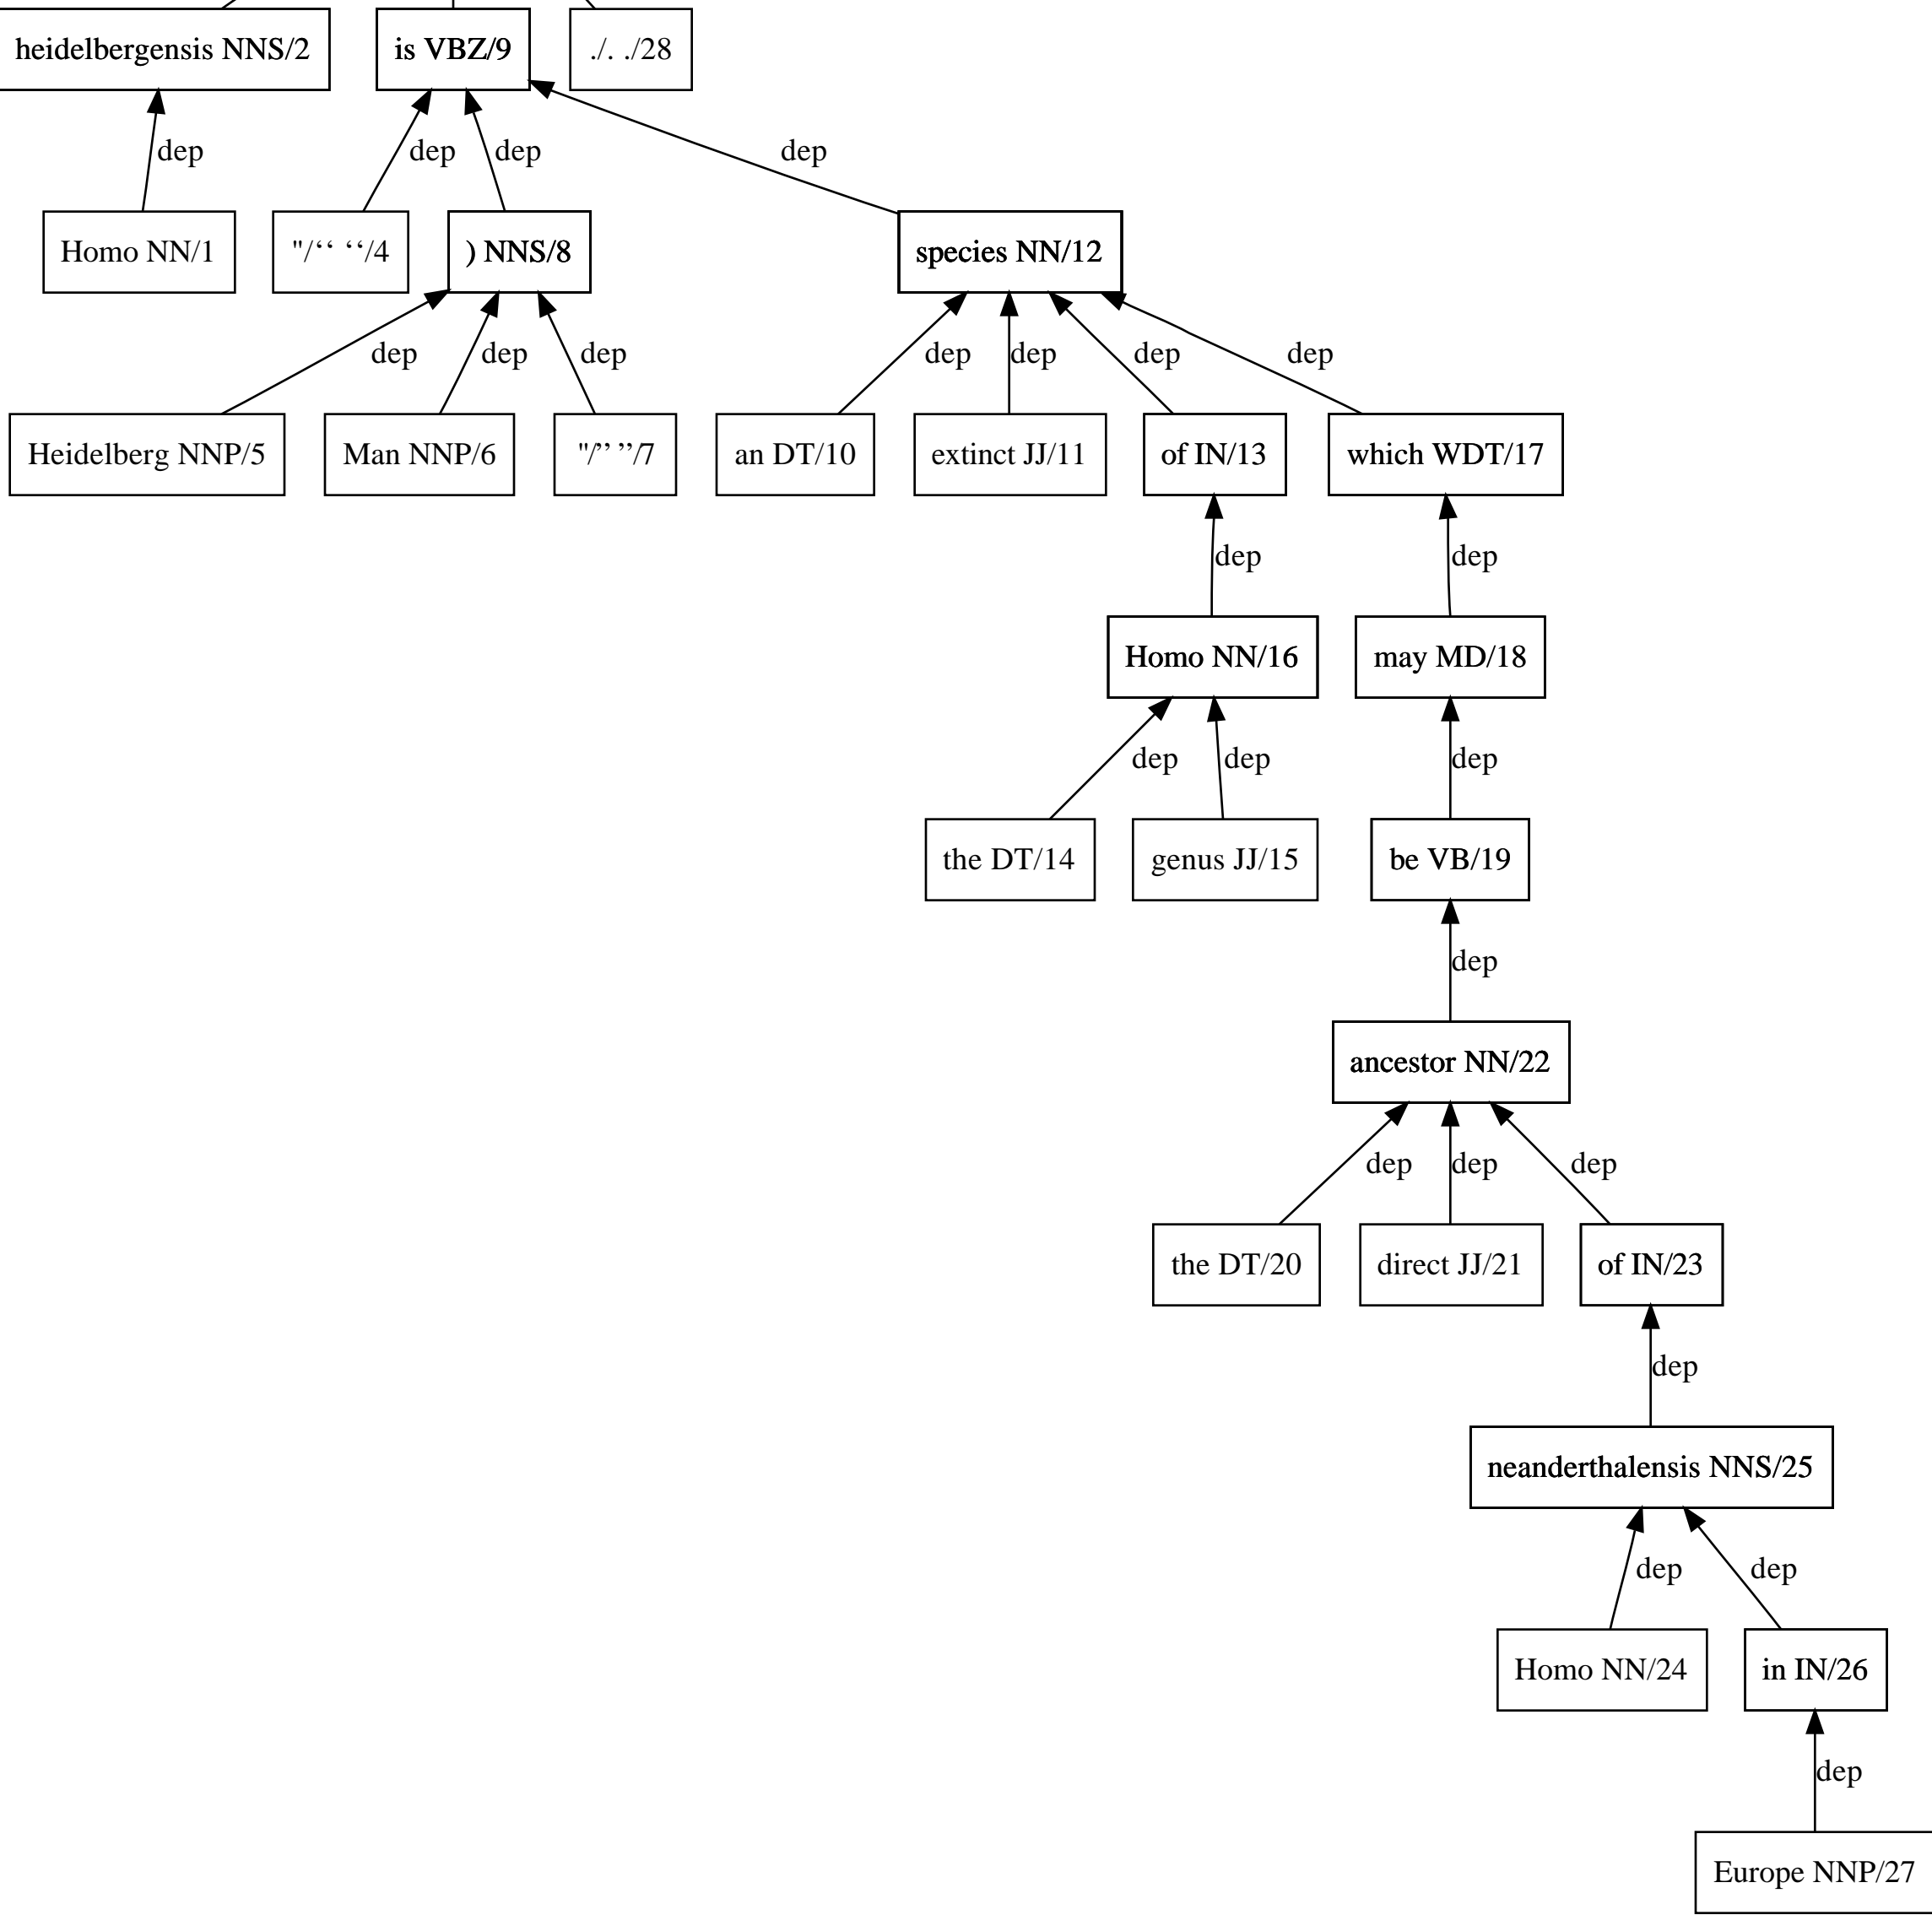 heidelbergensis NNS/2 is VBZ/9 ./. ./28
dep dep dep dep
Homo NN/1 "/“ “/4 ) NNS/8 species NN/12
dep dep dep dep dep dep dep
Heidelberg NNP/5 Man NNP/6 "/” ”/7 an DT/10 extinct JJ/11 of IN/13 which WDT/17
dep dep
Homo NN/16 may MD/18
dep dep dep
the DT/14 genus JJ/15 be VB/19
dep
ancestor NN/22
dep dep dep
the DT/20 direct JJ/21 of IN/23
dep
neanderthalensis NNS/25
dep dep
Homo NN/24 in IN/26
dep
Europe NNP/27